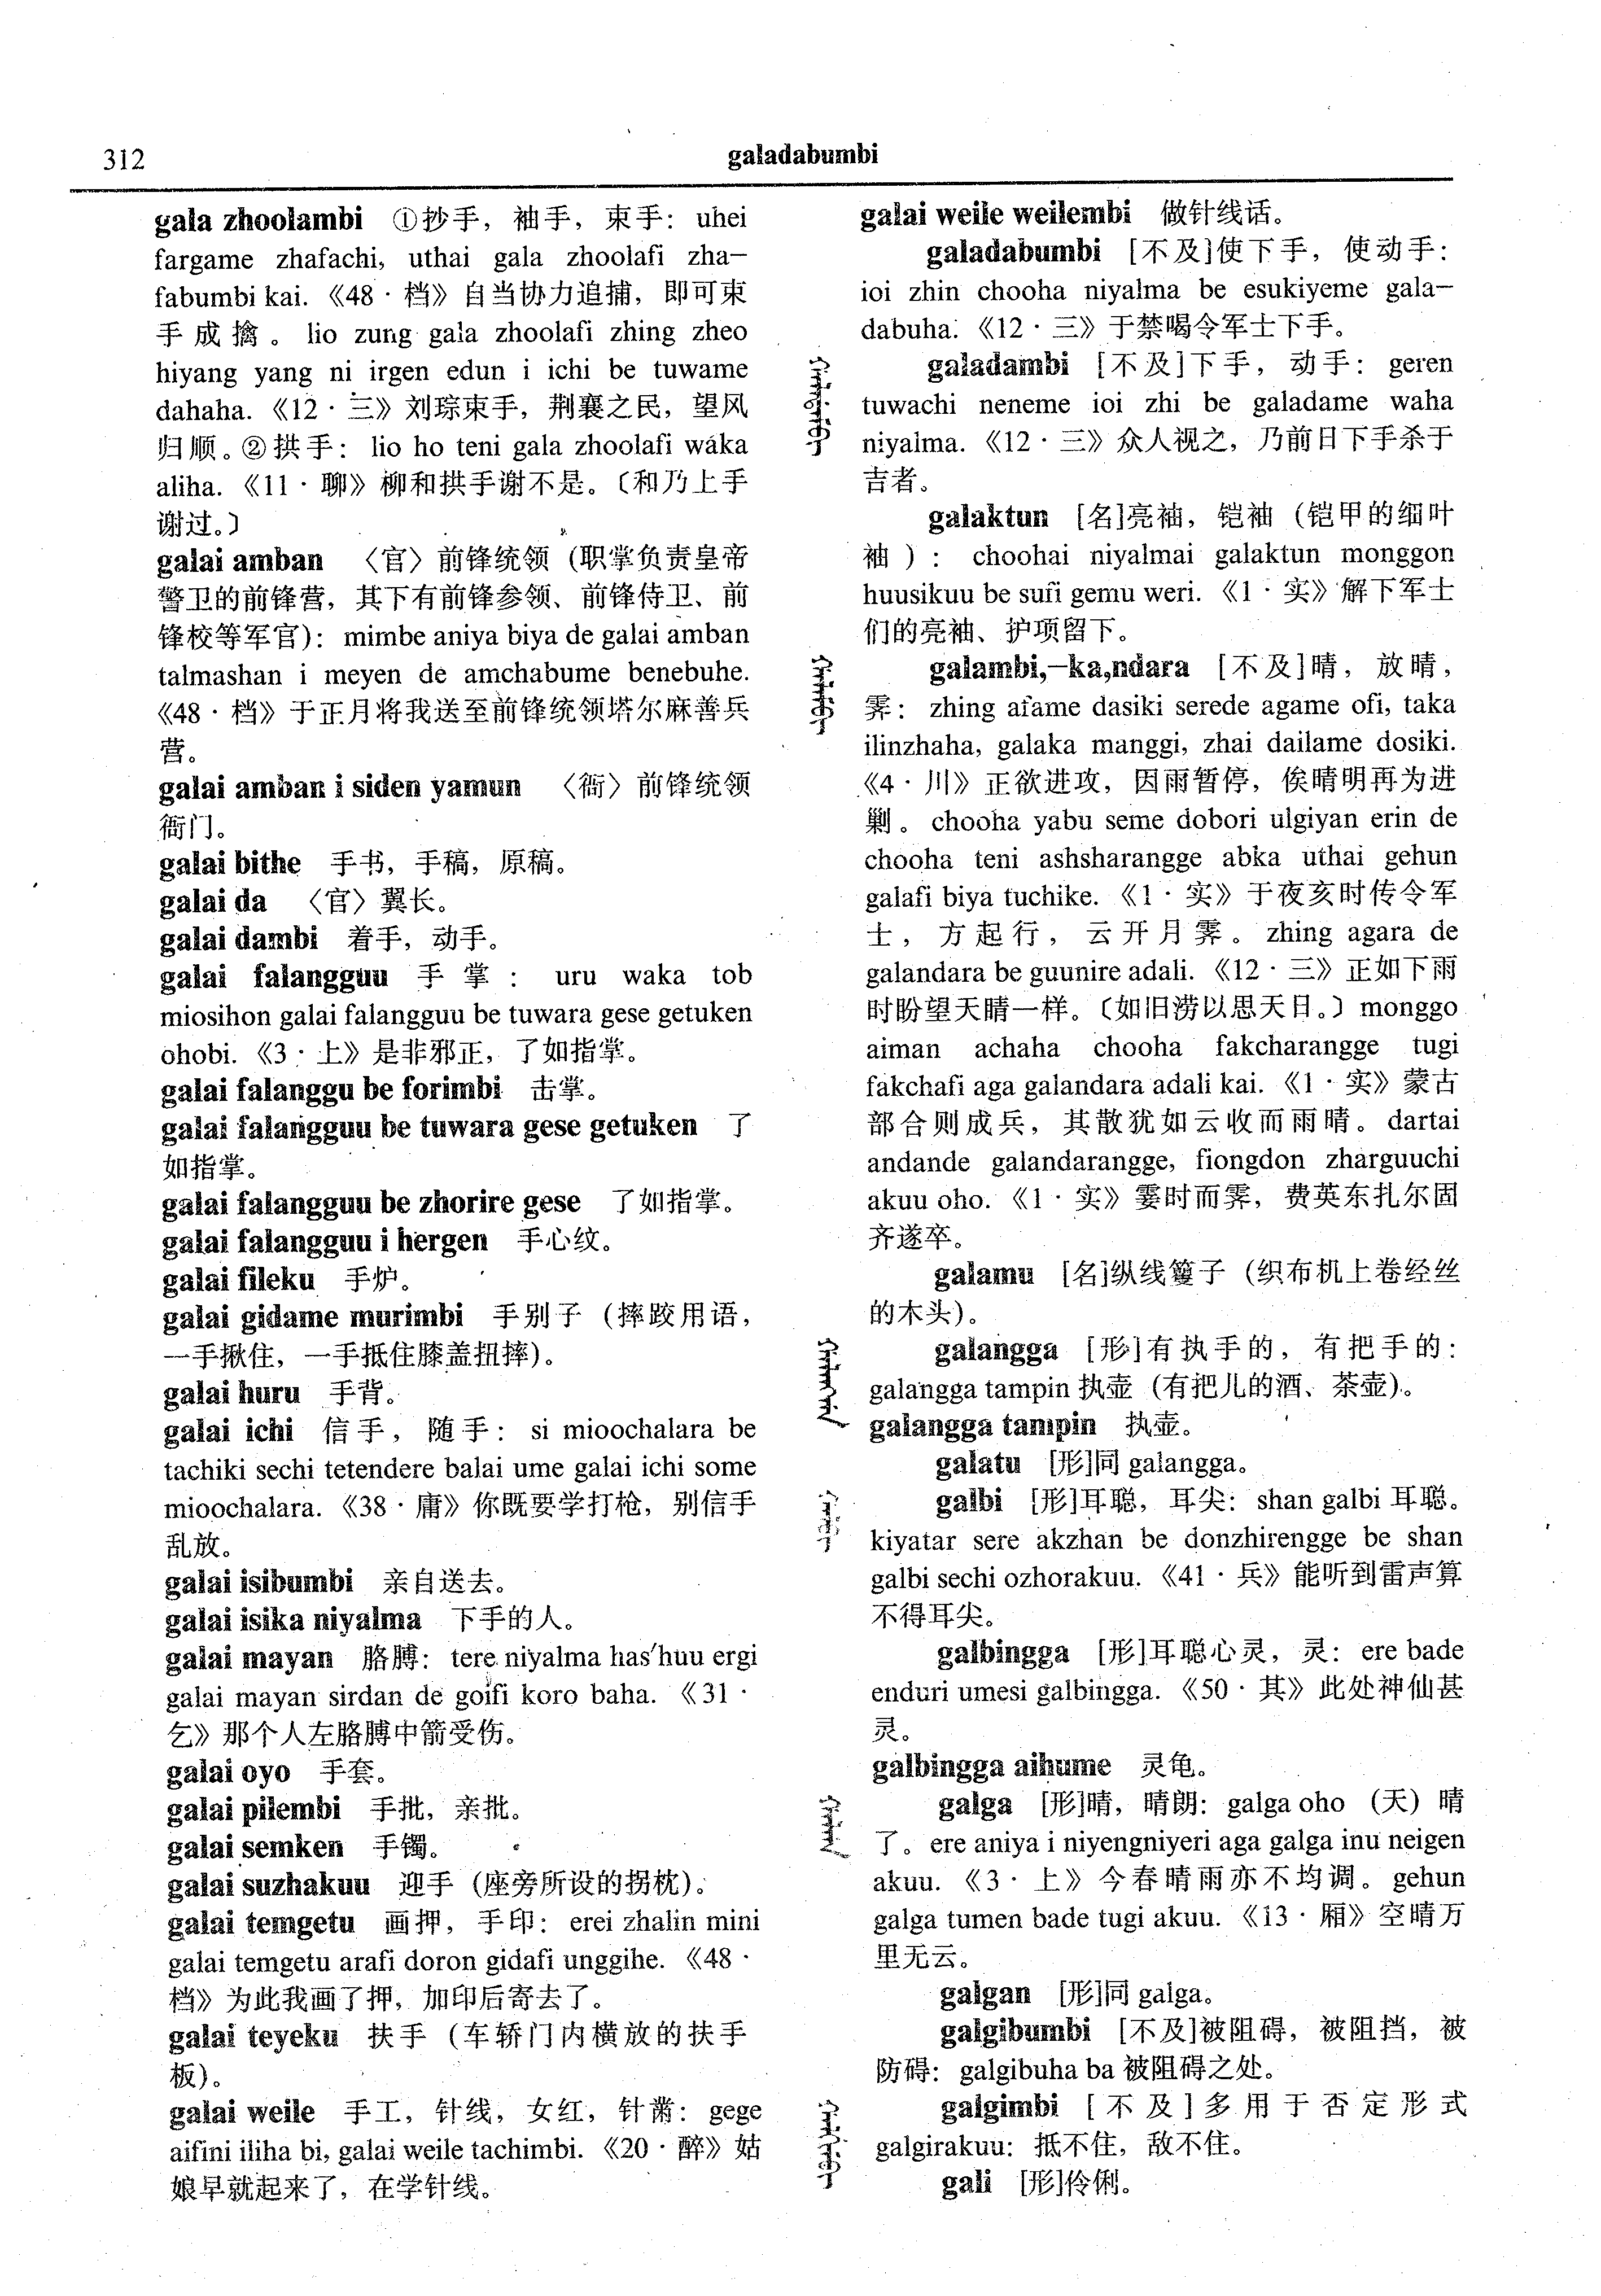 312
galadabumbi
gala zhoolambi ①抄手，袖手，束手：uhei
fargame zhafachi, uthai gala zhoolafi zha–
fabumbi kai.《48·档》自当协力追捕，即可束
手成擒。lio zung gala zhoolafi zhing zheo
hiyang yang ni irgen edun i ichi be tuwame
dahaha.《12·三》刘琮束手，荆襄之民，望风
归顺。②拱手：lio ho teni gala zhoolafi waka
aliha.《11·聊》柳和拱手谢不是。〔和乃上手
谢过。〕
galai amban 〈官〉前锋统领（职掌负责皇帝
警卫的前锋营，其下有前锋参领、前锋侍卫、前
锋校等军官）：mimbe aniya biya de galai amban
talmashan i meyen de amchabume benebuhe.
《48·档》于正月将我送至前锋统领塔尔麻善兵
营。
galai amban i siden yamun 〈衙〉前锋统领
衙门。
galai bithe 手书，手稿，原稿。
galai da 〈官〉翼长。
galai dambi 着手，动手。
galai falangguu 手掌：uru waka tob
miosihon galai falangguu be tuwara gese getuken
ohobi.《3·上》是非邪正，了如指掌。
galai falanggu be forimbi 击掌。
galai falangguu be tuwara gese getuken 了
如指掌。
galai falangguu be zhorire gese 了如指掌。
galai falangguu i hergen 手心纹。
galai fileku 手炉。
galai gidame murimbi 手别子（摔跤用语，
一手揪住，一手抵住膝盖扭摔）。
galai huru 手背。
galai ichi 信手，随手：si mioochalara be
tachiki sechi tetendere balai ume galai ichi some
mioochalara.《38·庸》你既要学打枪，别信手
乱放。
galai isibumbi 亲自送去。
galai isika niyalma 下手的人。
galai mayan 胳膊：tere niyalma has'huu ergi
galai mayan sirdan de goifi koro baha.《31·
乞》那个人左胳膊中箭受伤。
galai oyo 手套。
galai pilembi 手批，亲批。
galai semken 手镯。
galai suzhakuu 迎手（座旁所设的拐枕）。
galai temgetu 画押，手印：erei zhalin mini
galai temgetu arafi doron gidafi unggihe.《48·
档》为此我画了押，加印后寄去了。
galai teyeku 扶手（车轿门内横放的扶手
板）。
galai weile 手工，针线，女红，针黹：gege
aifini iliha bi, galai weile tachimbi.《20·醉》姑
娘早就起来了，在学针线。
galai weile weilembi 做针线话。
galadabumbi [不及]使下手，使动手：
ioi zhin chooha niyalma be esukiyeme gala–
dabuha.《12·三》于禁喝令军士下手。
galadambi [不及]下手，动手：geren
tuwachi neneme ioi zhi be galadame waha
niyalma.《12·三》众人视之，乃前日下手杀于
吉者。
galaktun [名]亮袖，铠袖（铠甲的细叶
袖）：choohai niyalmai galaktun monggon
huusikuu be sufi gemu weri.《1·实》解下军士
们的亮袖、护项留下。
galambi,–ka,ndara [不及]晴，放晴，
霁：zhing afame dasiki serede agame ofi, taka
ilinzhaha, galaka manggi, zhai dailame dosiki.
《4·川》正欲进攻，因雨暂停，俟晴明再为进
剿。chooha yabu seme dobori ulgiyan erin de
chooha teni ashsharangge abka uthai gehun
galafi biya tuchike.《1·实》于夜亥时传令军
士，方起行，云开月霁。zhing agara de
galandara be guunire adali.《12·三》正如下雨
时盼望天睛一样。〔如旧涝以思天日。〕monggo
aiman achaha chooha fakcharangge tugi
fakchafi aga galandara adali kai.《1·实》蒙古
部合则成兵，其散犹如云收而雨晴。dartai
andande galandarangge, fiongdon zharguuchi
akuu oho.《1·实》霎时而霁，费英东扎尔固
齐遂卒。
galamu [名]纵线籰子（织布机上卷经丝
的木头）。
galangga [形]有执手的，有把手的：
galangga tampin 执壶（有把儿的酒、茶壶）。
galangga tampin 执壶。
galatu [形]同 galangga。
galbi [形]耳聪，耳尖：shan galbi 耳聪。
kiyatar sere akzhan be donzhirengge be shan
galbi sechi ozhorakuu.《41·兵》能听到雷声算
不得耳尖。
galbingga [形]耳聪心灵，灵：ere bade
enduri umesi galbingga.《50·其》此处神仙甚
灵。
galbingga aihume 灵龟。
galga [形]晴，晴朗：galga oho （天）晴
了。ere aniya i niyengniyeri aga galga inu neigen
akuu.《3·上》今春晴雨亦不均调。gehun
galga tumen bade tugi akuu.《13·厢》空晴万
里无云。
galgan [形]同 galga。
galgibumbi [不及]被阻碍，被阻挡，被
防碍：galgibuha ba 被阻碍之处。
galgimbi [不及]多用于否定形式
galgirakuu: 抵不住，敌不住。
gali [形]伶俐。